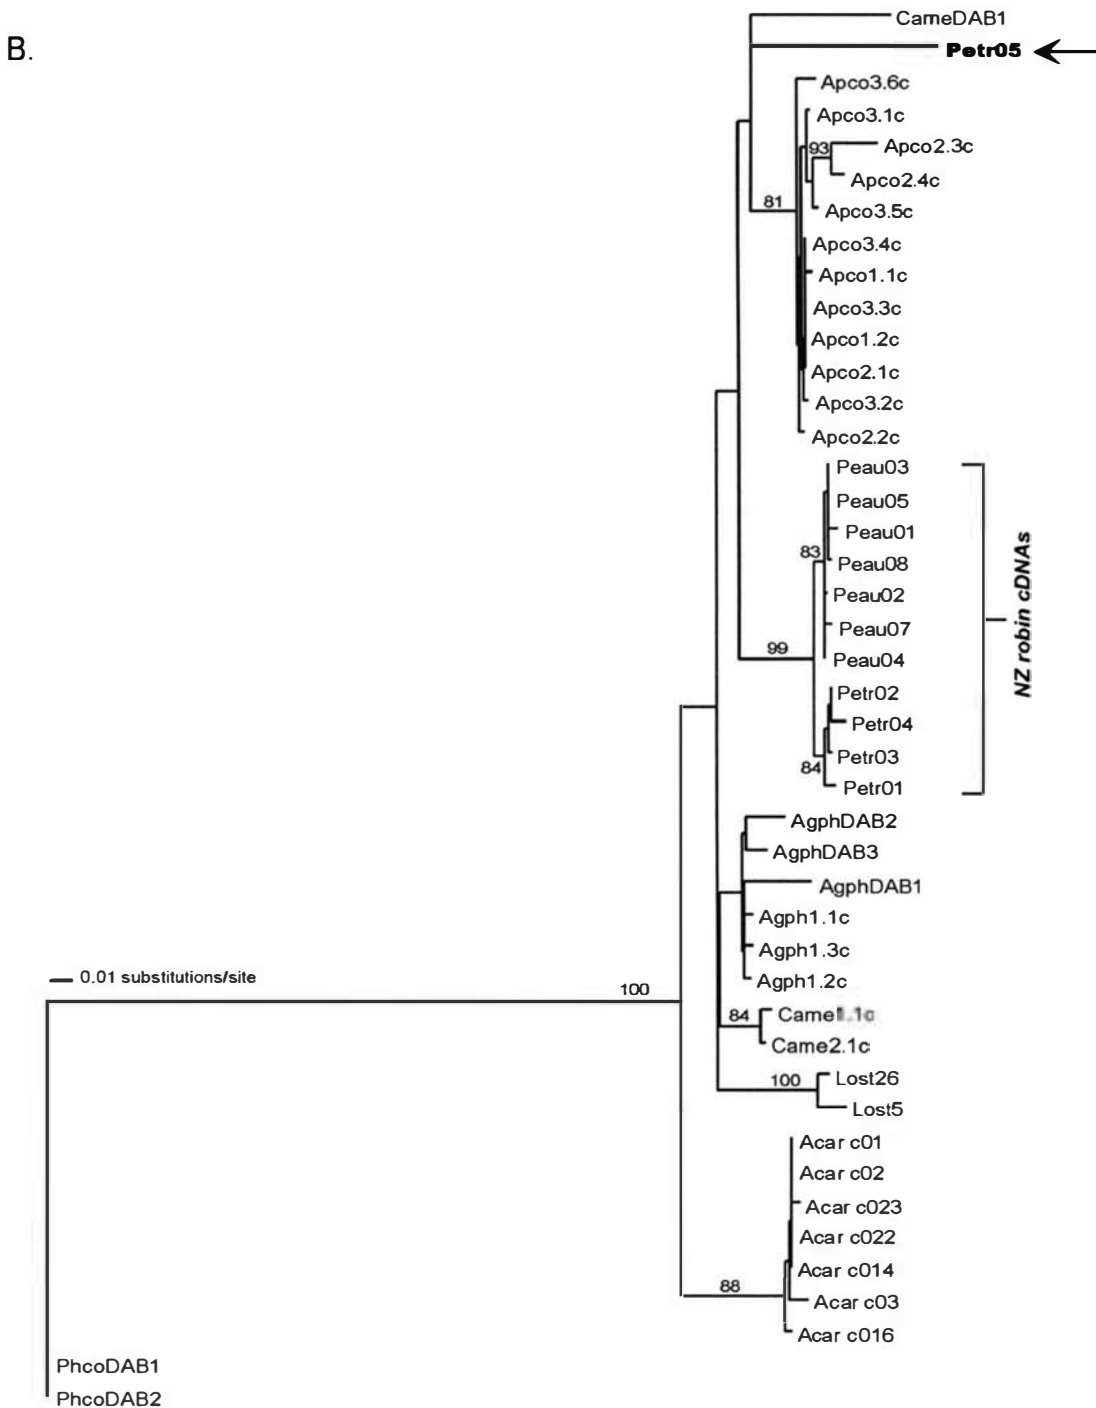 B.
CameDAB1
Petr05
Apco3.6c
Apco3.1c
93
Apco2.3c
Apco2.4c
81
Apco3.5c
Apco3.4c
Apco1.1c
Apco3.3c
Apco1.2c
Apco2.1c
Apco3.2c
Apco2.2c
Peau03
Peau05
Peau01
83
Peau08
Peau02
Peau07
99
Peau04
NZ robin cDNAs
Petr02
Petr04
Petr03
84
Petr01
AgphDAB2
AgphDAB3
AgphDAB1
Agph1.1c
Agph1.3c
Agph1.2c
0.01 substitutions/site
100
84
Came1.1c
Came2.1c
100
Lost26
Lost5
Acar c01
Acar c02
Acar c023
Acar c022
Acar c014
88
Acar c03
Acar c016
PhcoDAB1
PhcoDAB2